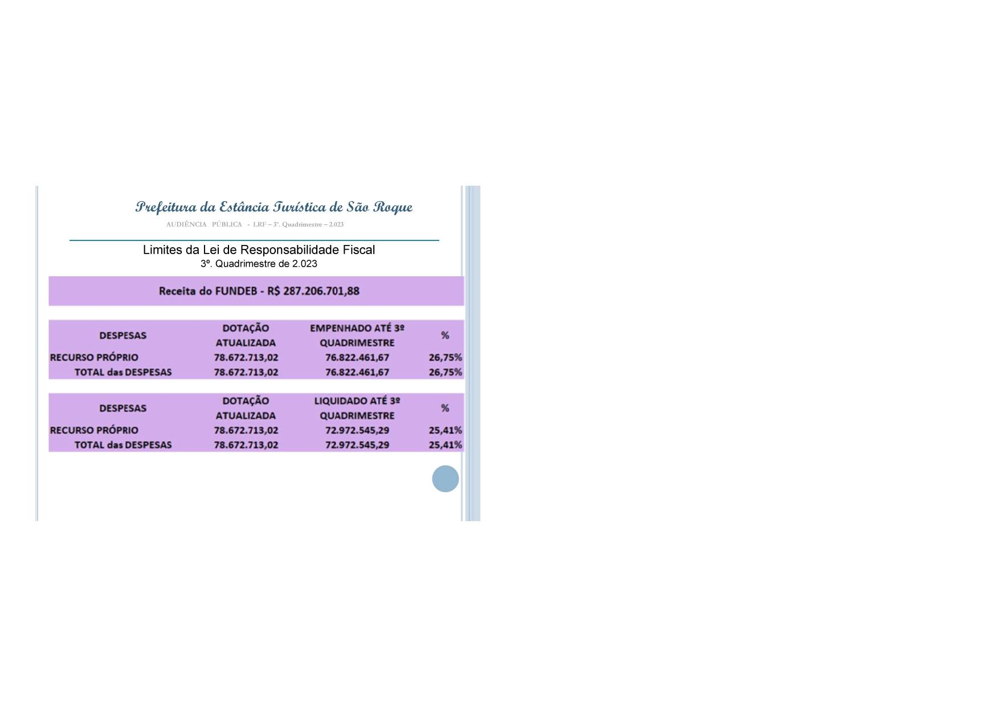 Prefeitura da Estância Turística de São Roque
AUDIÊNCIA PÚBLICA - LRF – 3º. Quadrimestre – 2.023
Limites da Lei de Responsabilidade Fiscal
3º. Quadrimestre de 2.023
Receita do FUNDEB - R$ 287.206.701,88
DESPESAS DOTAÇÃO ATUALIZADA EMPENHADO ATÉ 3º QUADRIMESTRE %
RECURSO PRÓPRIO 78.672.713,02 76.822.461,67 26,75%
TOTAL das DESPESAS 78.672.713,02 76.822.461,67 26,75%
DESPESAS DOTAÇÃO ATUALIZADA LIQUIDADO ATÉ 3º QUADRIMESTRE %
RECURSO PRÓPRIO 78.672.713,02 72.972.545,29 25,41%
TOTAL das DESPESAS 78.672.713,02 72.972.545,29 25,41%